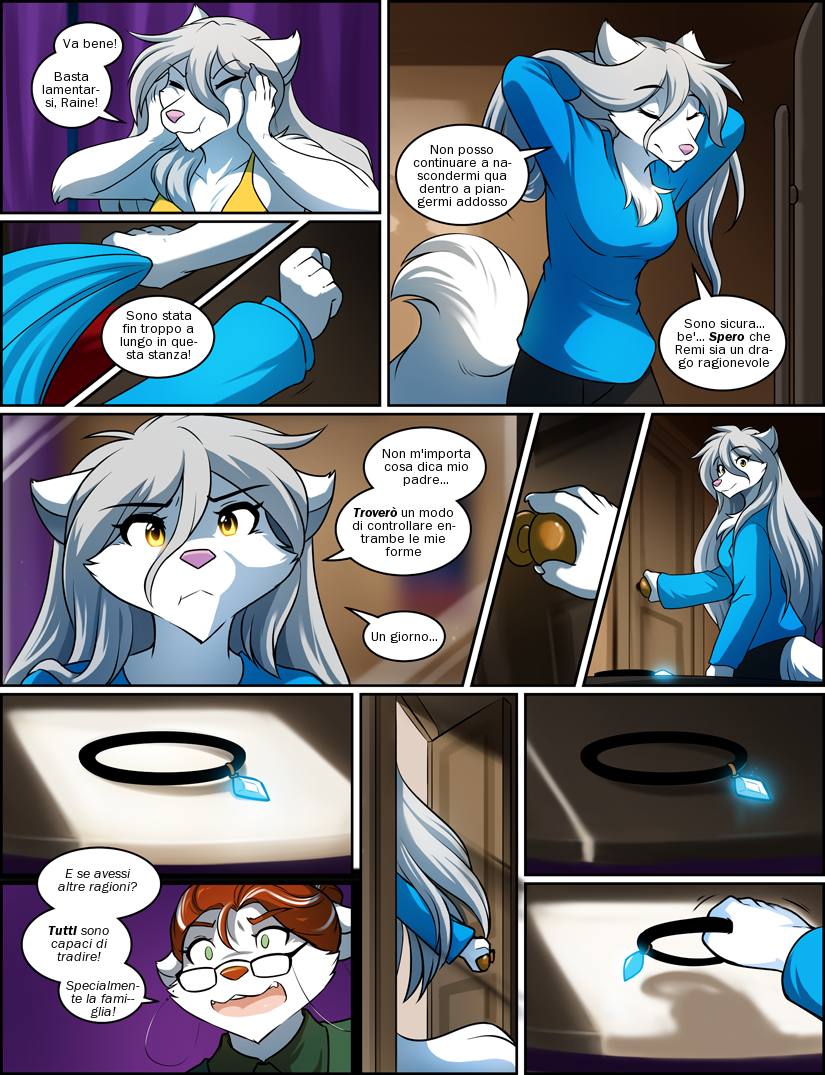 Va bene!
Basta
lamentar-
si, Raine!
Non posso
continuare a na-
scondermi qua
dentro a pian-
germi addosso
Sono sicura...
be'... Spero che
Remi sia un dra-
go ragionevole
Sono stata
fin troppo a
lungo in que-
sta stanza!
Non m'importa
cosa dica mio
padre...
Troverò un modo
di controllare en-
trambe le mie
forme
Un giorno...
E se avessi
altre ragioni?
Tutti sono
capaci di
tradire!
Specialmen-
te la fami--
glia!